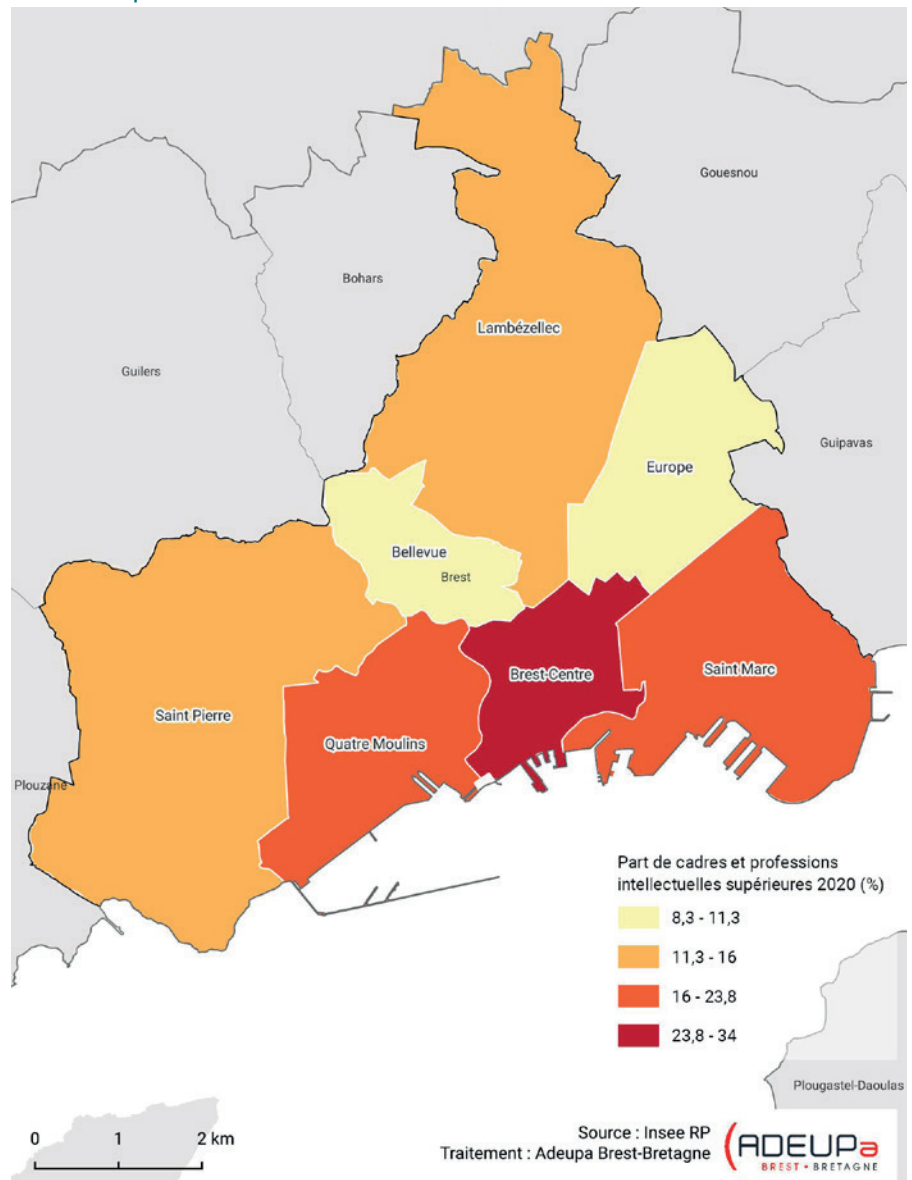 Gouesnou
Bohars
Lambézellec
Guilers
Guipavas
Europe
Bellevue
Brest
Brest-Centre
Saint Marc
Saint Pierre
Quatre Moulins
Plouzané
Part de cadres et professions
intellectuelles supérieures 2020 (%)
8,3 - 11,3
11,3 - 16
16 - 23,8
23,8 - 34
Plougastel-Daoulas
0 1 2 km
Source : Insee RP
Traitement : Adeupa Brest-Bretagne
ADEUPa
BREST • BRETAGNE